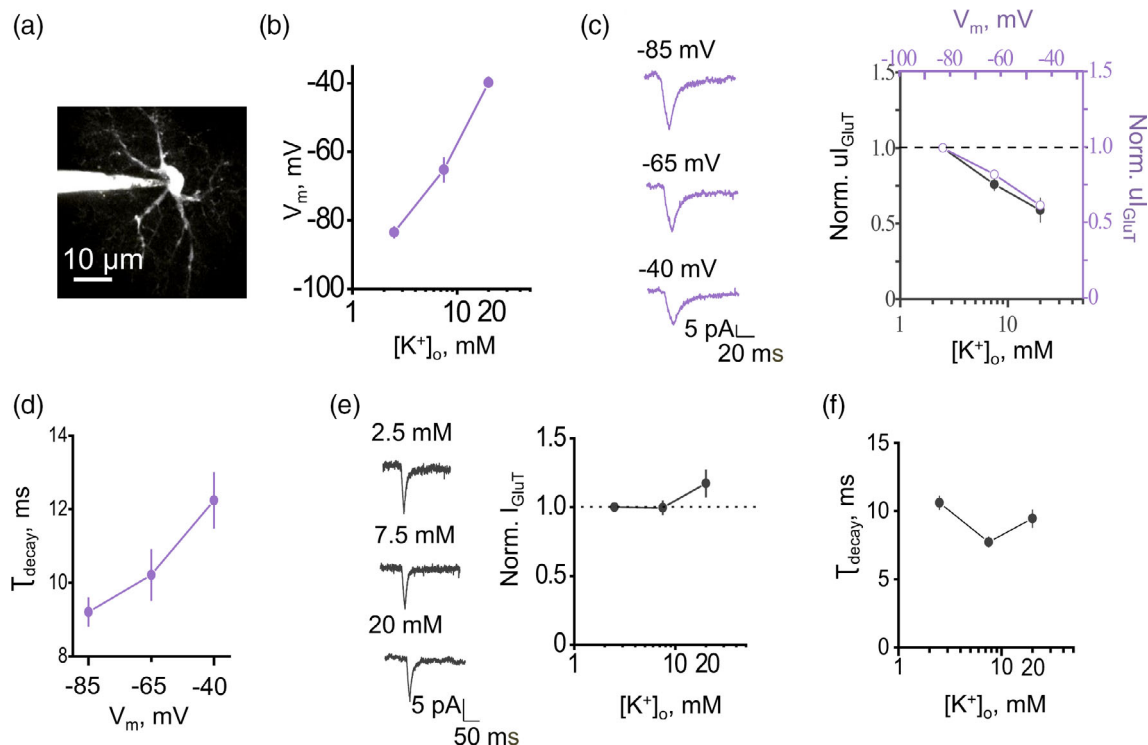 (a)
10 µm
(b)
-40
-60
-80
-100
Vm, mV
1
10
20
[K+]o, mM
(c)
-85 mV
-65 mV
-40 mV
5 pA
20 ms
Vm, mV
-100
-80
-60
-40
1.5
1.0
0.5
0
Norm. uIGluT
1.5
1.0
0.5
0
Norm. uIGluT
1
10
[K+]o, mM
(d)
14
12
10
8
τdecay, ms
-85
-65
-40
Vm, mV
(e)
2.5 mM
7.5 mM
20 mM
5 pA
50 ms
1.5
1.0
0.5
0
Norm. IGluT
1
10
20
[K+]o, mM
(f)
15
10
5
0
τdecay, ms
1
10
20
[K+]o, mM